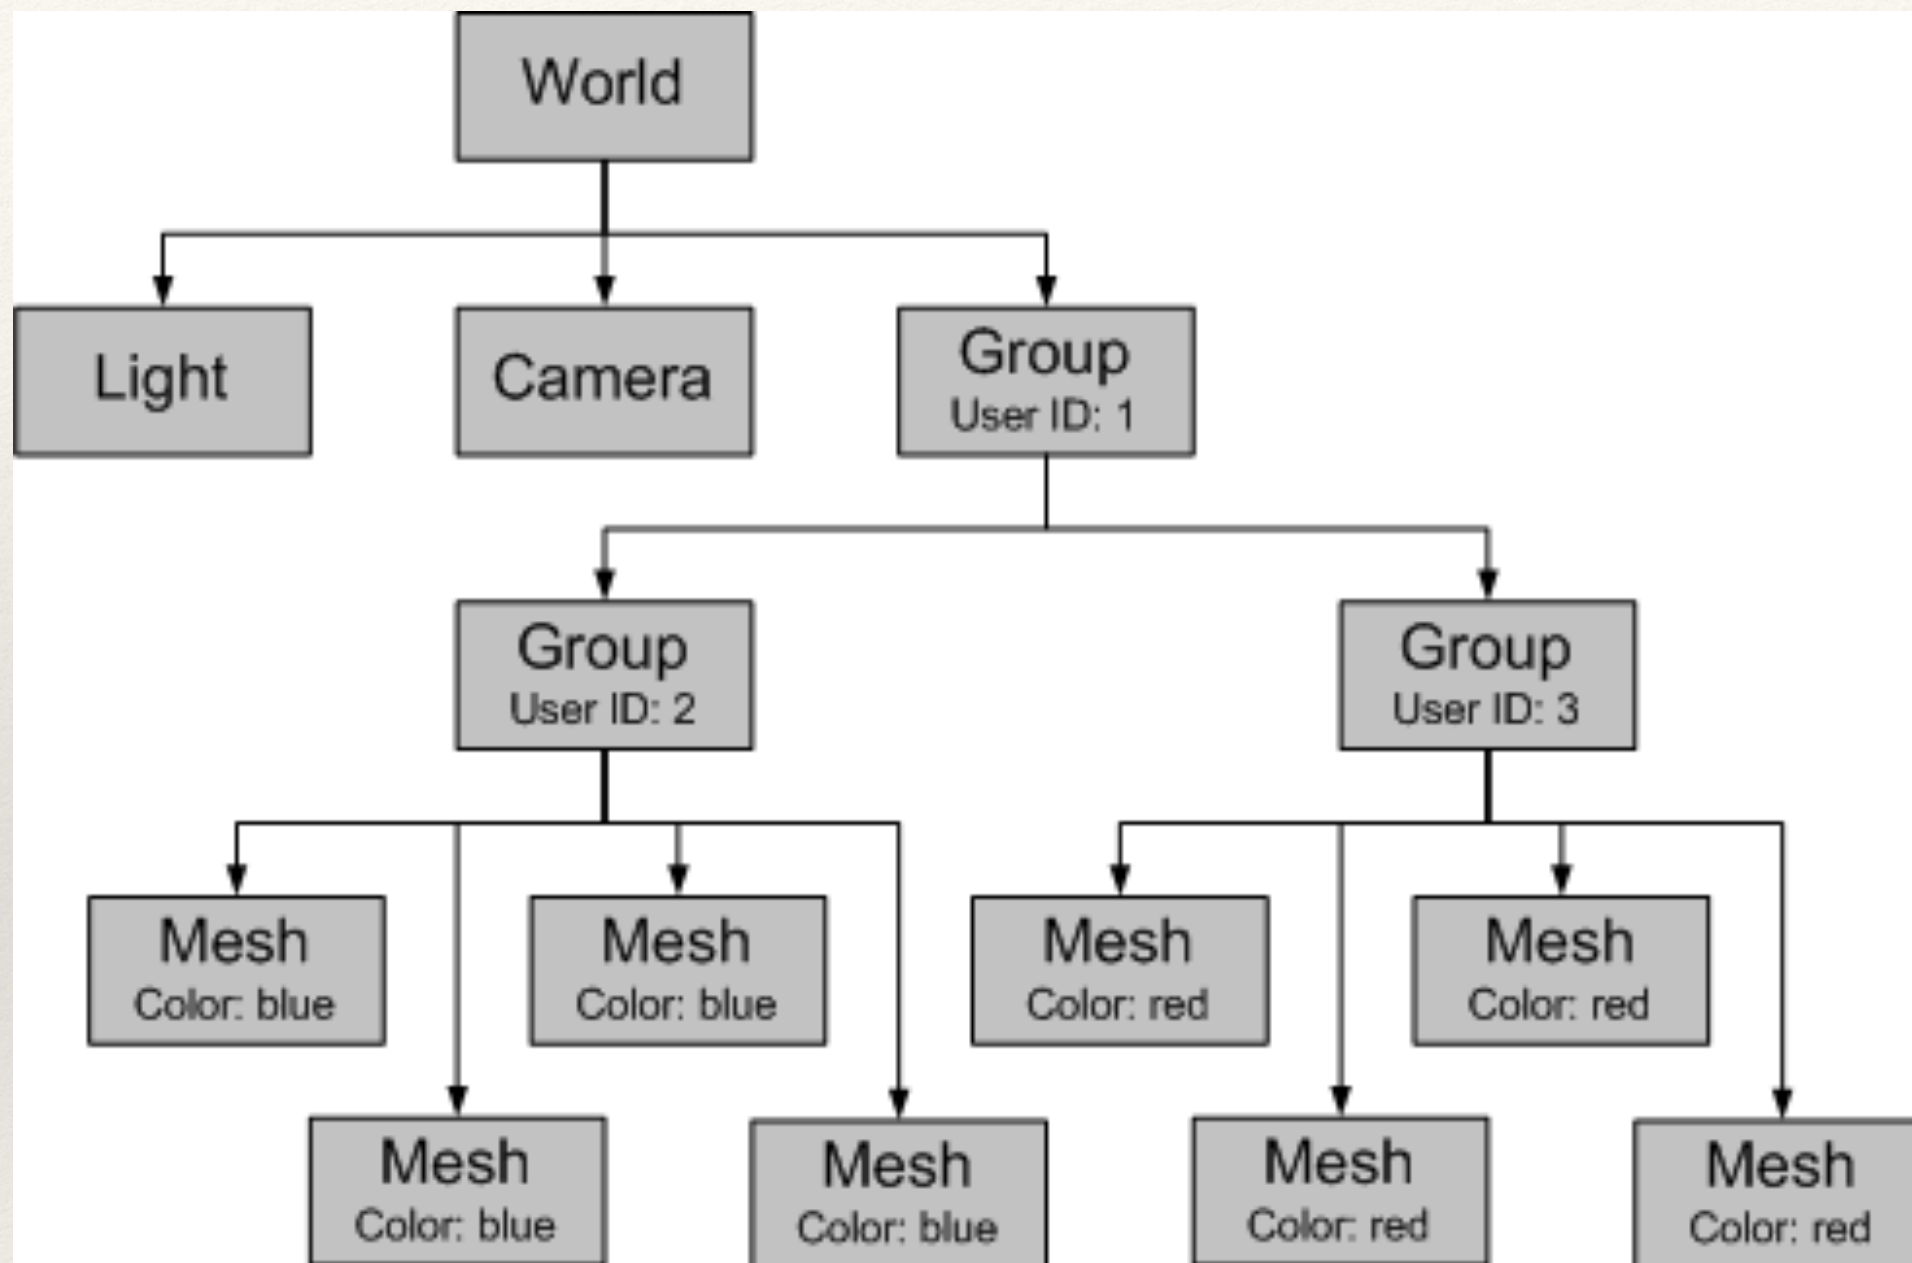 World
Light
Camera
Group
User ID: 1
Group
User ID: 2
Group
User ID: 3
Mesh
Color: blue
Mesh
Color: blue
Mesh
Color: red
Mesh
Color: red
Mesh
Color: blue
Mesh
Color: blue
Mesh
Color: red
Mesh
Color: red